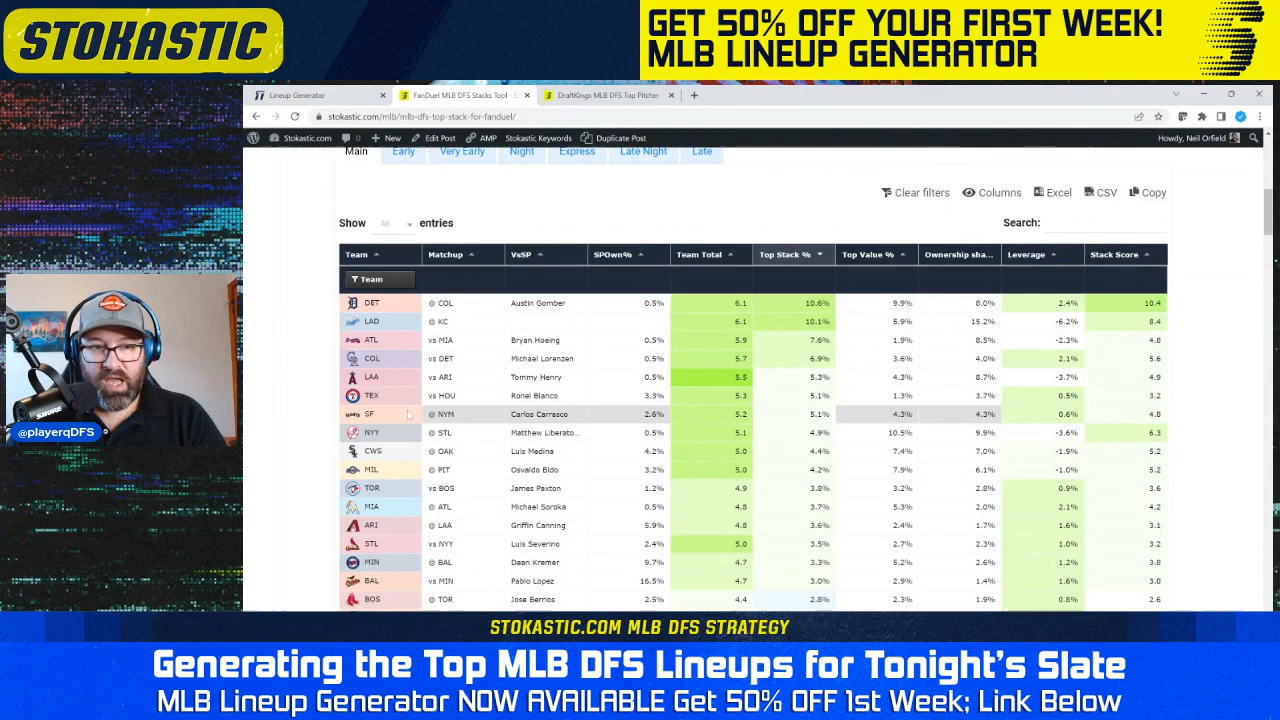 STOKASTIC
GET 50% OFF YOUR FIRST WEEK!
MLB LINEUP GENERATOR
Lineup Generator
FanDuel MLB DFS Stacks Tool - S
DraftKings MLB DFS Top Pitcher
stokastic.com/mlb/mlb-dfs-top-stack-for-fanduel/
Stokastic.com 0 New Edit Post AMP Stokastic Keywords Duplicate Post Howdy, Neil Orfield
Main Early Very Early Night Express Late Night Late
Clear filters Columns Excel CSV Copy
Show All entries Search:
Team Matchup VsSP SPOwn% Team Total Top Stack % Top Value % Ownership sha... Leverage Stack Score
Team
DET @ COL Austin Gomber 0.5% 6.1 10.6% 9.9% 8.0% 2.4% 10.4
LAD @ KC 6.1 10.1% 5.9% 15.2% -6.2% 8.4
ATL vs MIA Bryan Hoeing 0.5% 5.9 7.6% 1.9% 8.5% -2.3% 4.8
COL vs DET Michael Lorenzen 0.5% 5.7 6.9% 3.6% 4.0% 2.1% 5.6
LAA vs ARI Tommy Henry 0.5% 5.5 5.3% 4.3% 8.7% -3.7% 4.9
TEX vs HOU Ronel Blanco 3.3% 5.3 5.1% 1.3% 3.7% 0.5% 3.2
SF @ NYM Carlos Carrasco 2.6% 5.2 5.1% 4.3% 4.3% 0.6% 4.8
NYY @ STL Matthew Liberato... 0.5% 5.1 4.9% 10.5% 9.9% -3.6% 6.3
CWS @ OAK Luis Medina 4.2% 5.0 4.4% 7.4% 7.0% -1.9% 5.2
MIL @ PIT Osvaldo Bido 3.2% 5.0 4.2% 7.9% 6.1% -1.0% 5.2
TOR vs BOS James Paxton 1.2% 4.9 3.8% 3.2% 2.8% 0.9% 3.6
MIA @ ATL Michael Soroka 0.5% 4.8 3.7% 5.3% 2.0% 2.1% 4.2
ARI @ LAA Griffin Canning 5.9% 4.8 3.6% 2.4% 1.7% 1.6% 3.1
STL vs NYY Luis Severino 2.4% 5.0 3.5% 2.7% 2.3% 1.0% 3.2
MIN @ BAL Dean Kremer 9.7% 4.7 3.3% 5.2% 2.6% 1.2% 3.8
BAL vs MIN Pablo Lopez 16.5% 4.7 3.0% 2.9% 1.4% 1.6% 3.0
BOS @ TOR Jose Berrios 2.5% 4.4 2.8% 2.3% 1.9% 0.8% 2.6
SHURE
@playerqDFS
STOKASTIC.COM MLB DFS STRATEGY
Generating the Top MLB DFS Lineups for Tonight's Slate
MLB Lineup Generator NOW AVAILABLE Get 50% OFF 1st Week; Link Below